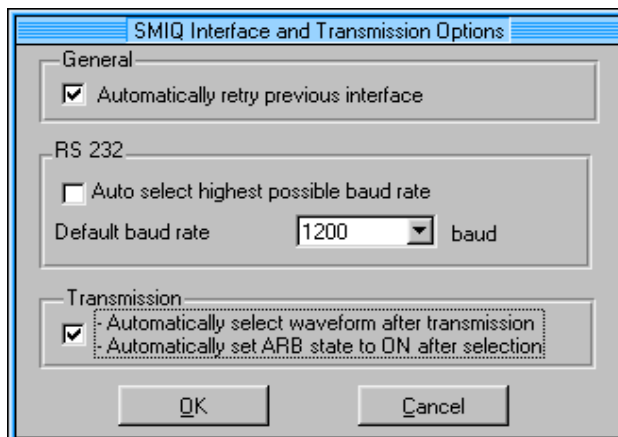 SMIQ Interface and Transmission Options
General
Automatically retry previous interface
RS 232
Auto select highest possible baud rate
Default baud rate 1200 baud
Transmission
- Automatically select waveform after transmission
- Automatically set ARB state to ON after selection
OK Cancel